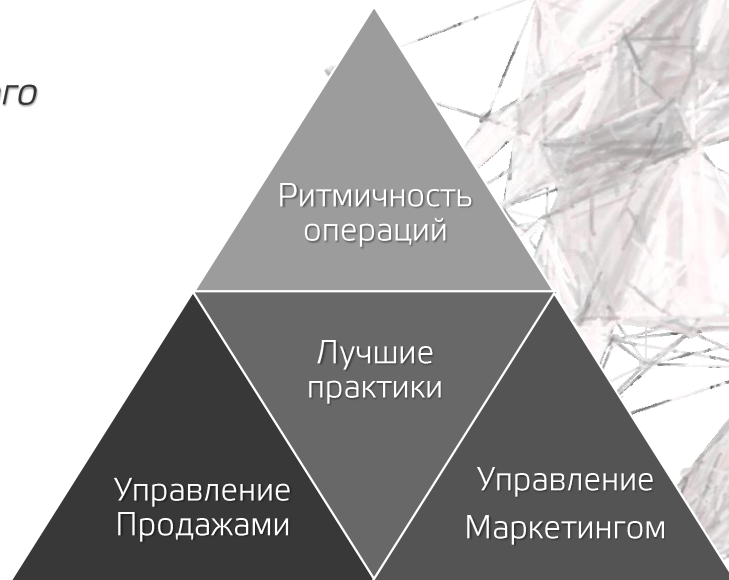 Ритмичность
операций
Лучшие
практики
Управление
Продажами
Управление
Маркетингом